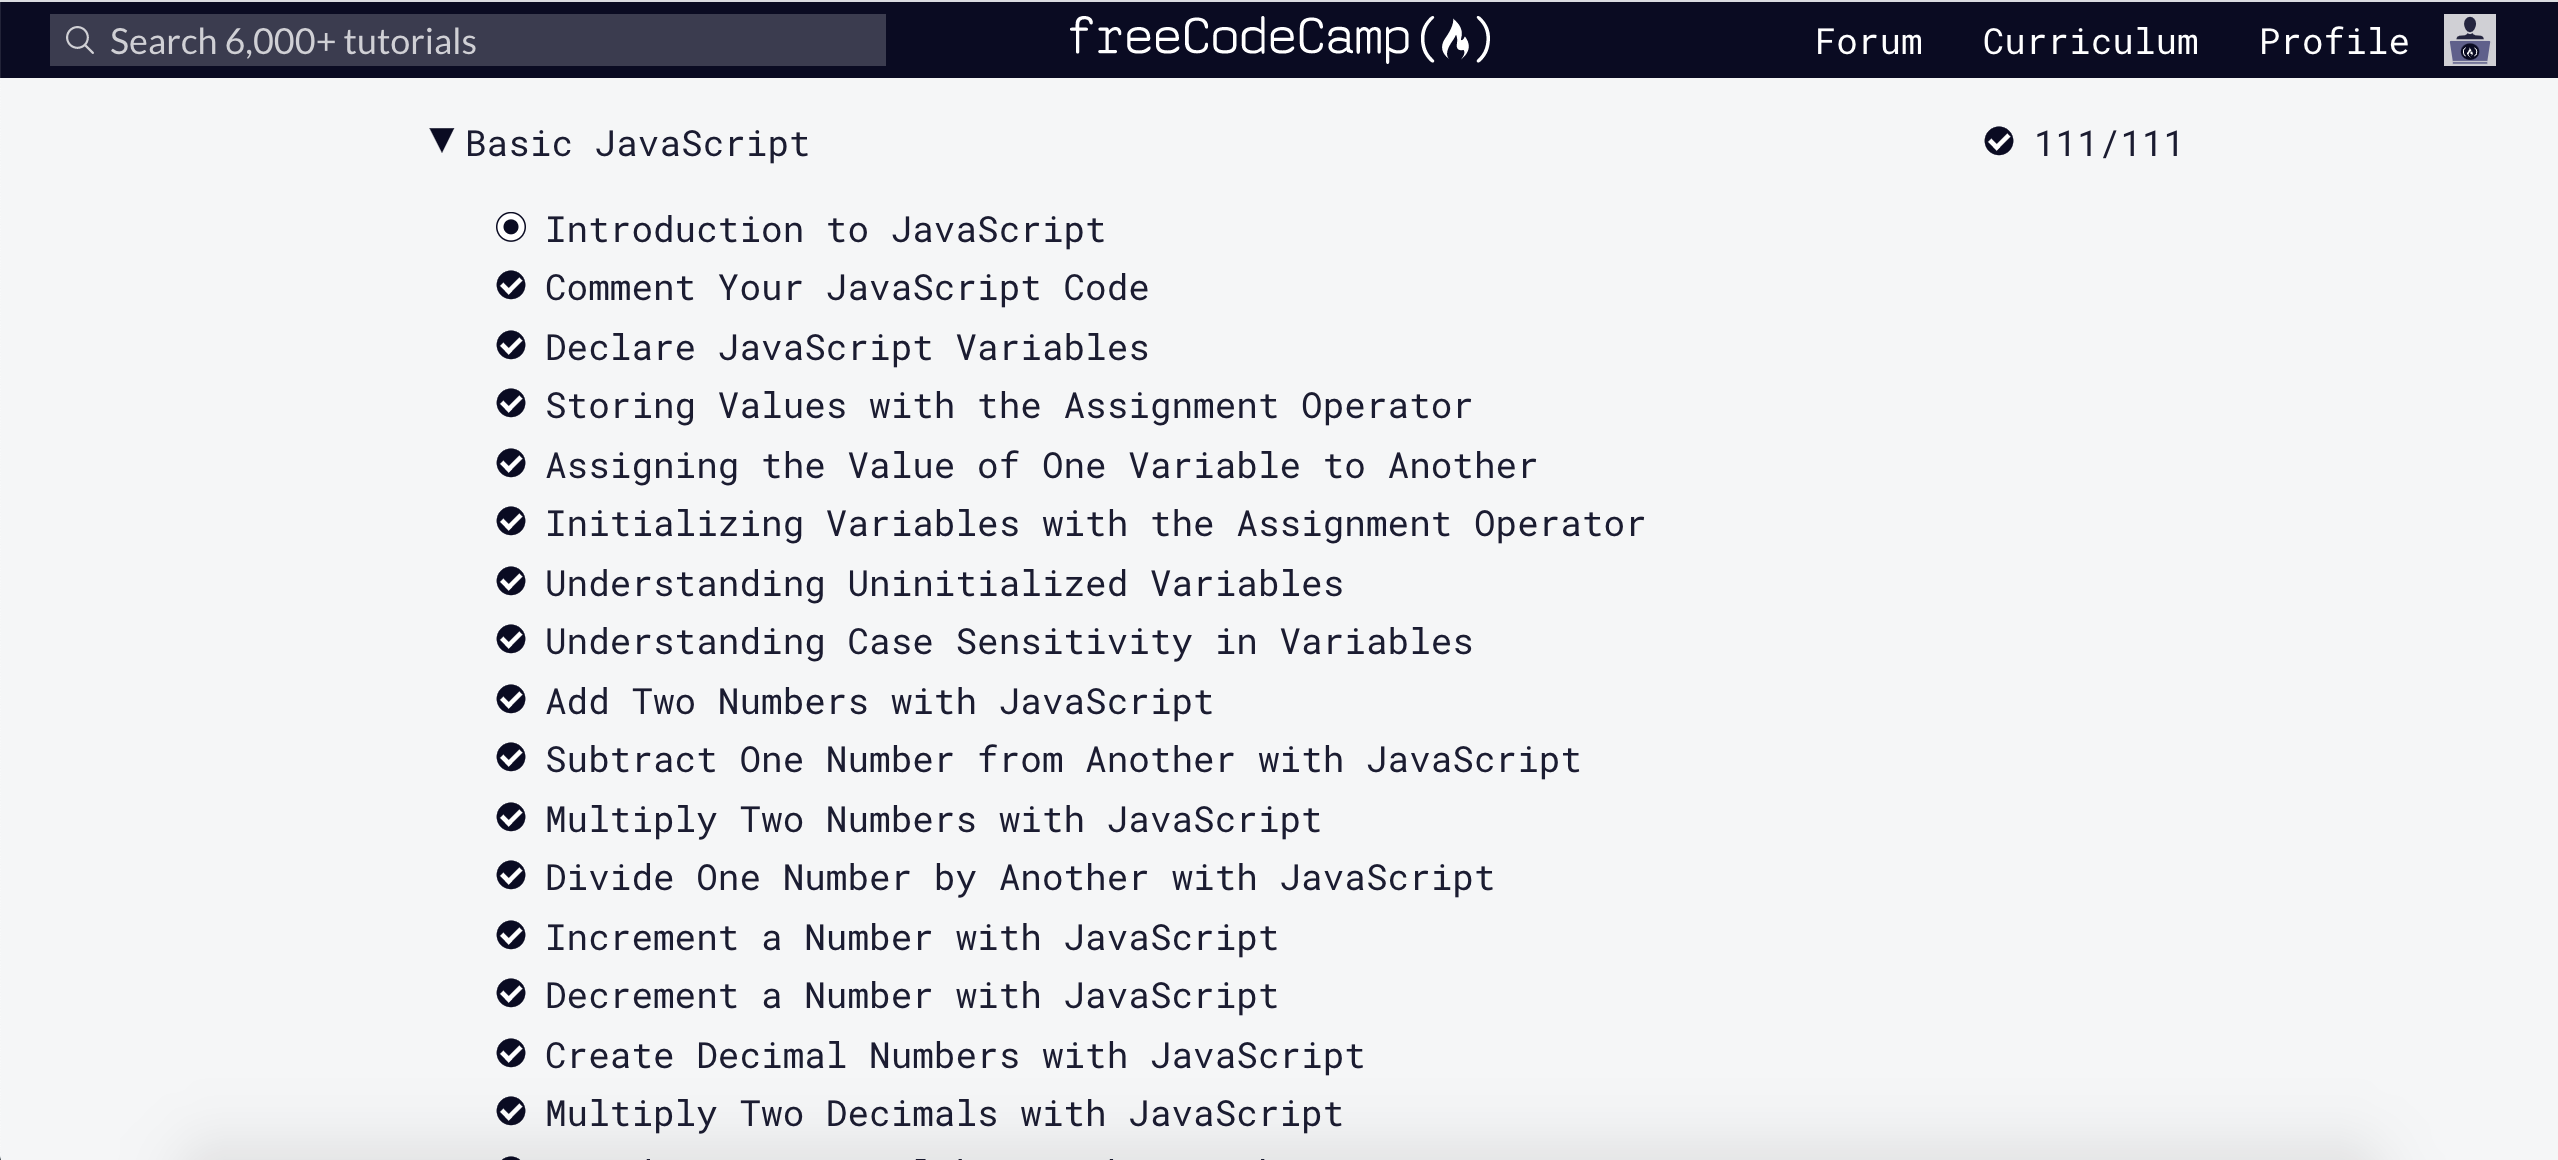 Search 6,000+ tutorials
freeCodeCamp(🔥)
Forum Curriculum Profile
Basic JavaScript 111/111
Introduction to JavaScript
Comment Your JavaScript Code
Declare JavaScript Variables
Storing Values with the Assignment Operator
Assigning the Value of One Variable to Another
Initializing Variables with the Assignment Operator
Understanding Uninitialized Variables
Understanding Case Sensitivity in Variables
Add Two Numbers with JavaScript
Subtract One Number from Another with JavaScript
Multiply Two Numbers with JavaScript
Divide One Number by Another with JavaScript
Increment a Number with JavaScript
Decrement a Number with JavaScript
Create Decimal Numbers with JavaScript
Multiply Two Decimals with JavaScript